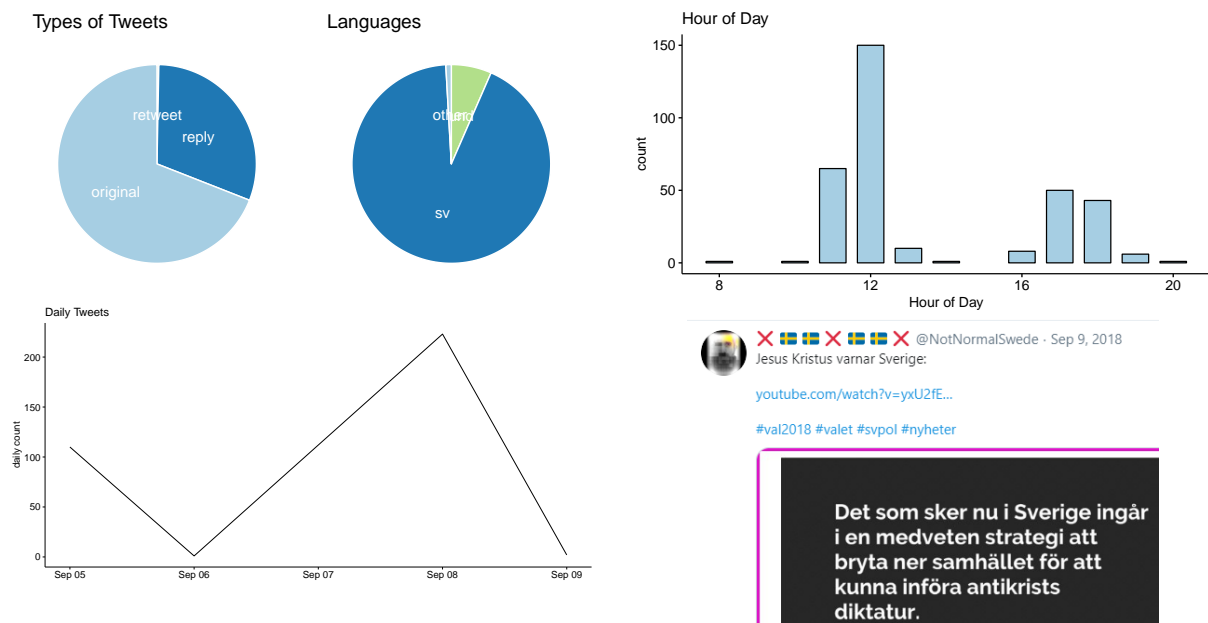 Types of Tweets
retweet
reply
original
Languages
other
und
sv
Hour of Day
150
100
50
0
count
8
12
16
20
Hour of Day
Daily Tweets
200
150
100
50
0
daily count
Sep 05
Sep 06
Sep 07
Sep 08
Sep 09
@NotNormalSwede · Sep 9, 2018
Jesus Kristus varnar Sverige:
youtube.com/watch?v=yxU2fE...
#val2018 #valet #svpol #nyheter
Det som sker nu i Sverige ingår
i en medveten strategi att
bryta ner samhället för att
kunna införa antikrists
diktatur.